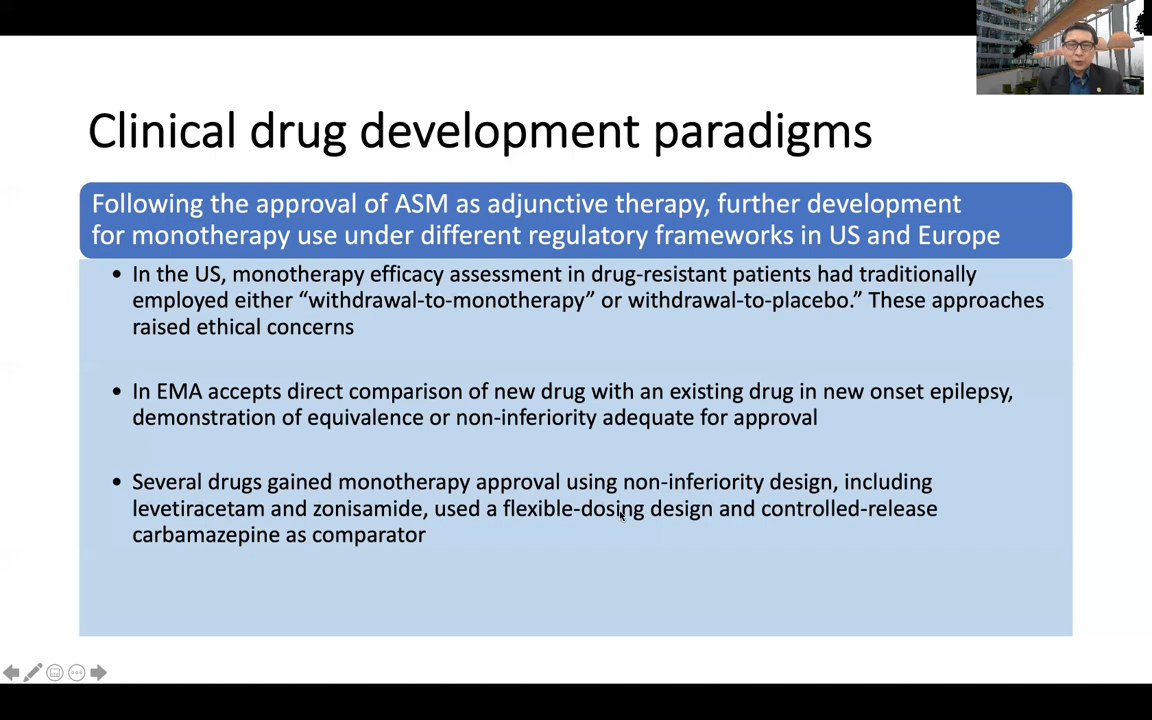 Clinical drug development paradigms
Following the approval of ASM as adjunctive therapy, further development
for monotherapy use under different regulatory frameworks in US and Europe
• In the US, monotherapy efficacy assessment in drug-resistant patients had traditionally
employed either “withdrawal-to-monotherapy” or withdrawal-to-placebo.” These approaches
raised ethical concerns
• In EMA accepts direct comparison of new drug with an existing drug in new onset epilepsy,
demonstration of equivalence or non-inferiority adequate for approval
• Several drugs gained monotherapy approval using non-inferiority design, including
levetiracetam and zonisamide, used a flexible-dosing design and controlled-release
carbamazepine as comparator